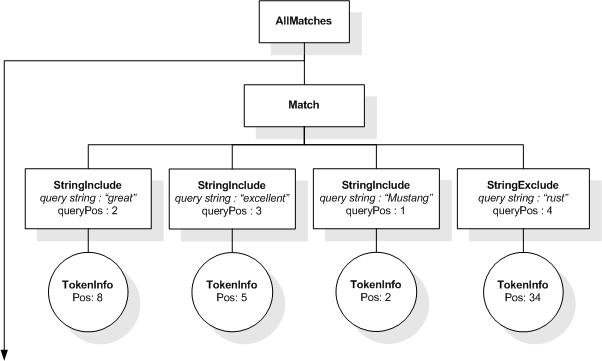 AllMatches
Match
StringInclude
query string : “great”
queryPos : 2
StringInclude
query string : “excellent”
queryPos : 3
StringInclude
query string : “Mustang”
queryPos : 1
StringExclude
query string : “rust”
queryPos : 4
TokenInfo
Pos: 8
TokenInfo
Pos: 5
TokenInfo
Pos: 2
TokenInfo
Pos: 34